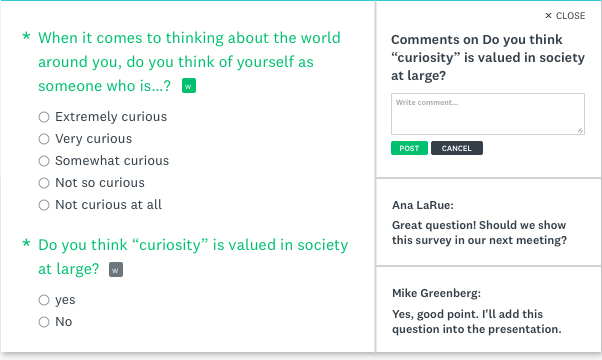 * When it comes to thinking about the world
around you, do you think of yourself as
someone who is...? w
Extremely curious
Very curious
Somewhat curious
Not so curious
Not curious at all
* Do you think “curiosity” is valued in society
at large? w
yes
No
× CLOSE
Comments on Do you think
“curiosity” is valued in society
at large?
Write comment...
POST CANCEL
Ana LaRue:
Great question! Should we show
this survey in our next meeting?
Mike Greenberg:
Yes, good point. I'll add this
question into the presentation.